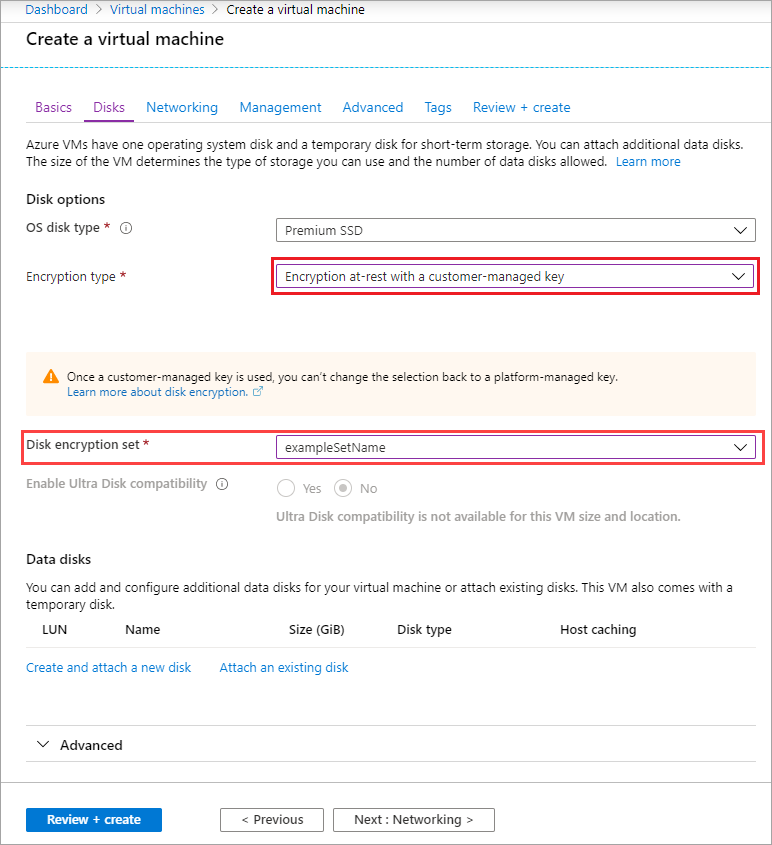 Dashboard > Virtual machines > Create a virtual machine
Create a virtual machine
Basics Disks Networking Management Advanced Tags Review + create
Azure VMs have one operating system disk and a temporary disk for short-term storage. You can attach additional data disks.
The size of the VM determines the type of storage you can use and the number of data disks allowed. Learn more
Disk options
OS disk type *
Premium SSD
Encryption type *
Encryption at-rest with a customer-managed key
Once a customer-managed key is used, you can't change the selection back to a platform-managed key.
Learn more about disk encryption.
Disk encryption set *
exampleSetName
Enable Ultra Disk compatibility
Yes No
Ultra Disk compatibility is not available for this VM size and location.
Data disks
You can add and configure additional data disks for your virtual machine or attach existing disks. This VM also comes with a
temporary disk.
LUN Name Size (GiB) Disk type Host caching
Create and attach a new disk Attach an existing disk
Advanced
Review + create < Previous Next : Networking >